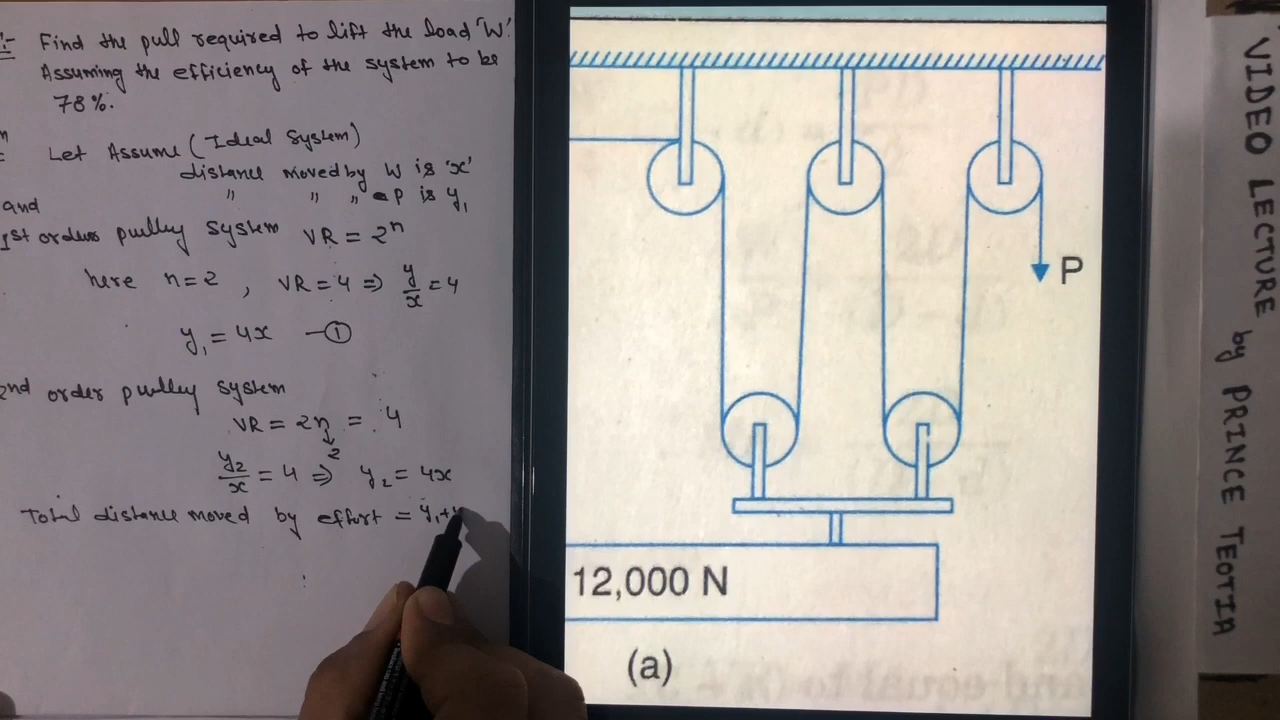 Find the pull required to lift the load 'W'.
Assuming the efficiency of the system to be
78%.
Let Assume (Ideal System)
distance moved by W is 'x'
" " " P is y₁
and
1st order pulley system VR = 2ⁿ
here n=2 , VR = 4 ⇒ y/x = 4
y₁ = 4x —①
2nd order pulley system
VR = 2n = 4
2
y₂/x = 4 ⇒ y₂ = 4x
Total distance moved by effort = y₁+
P
12,000 N
(a)
VIDEO LECTURE by PRINCE TEOTIA